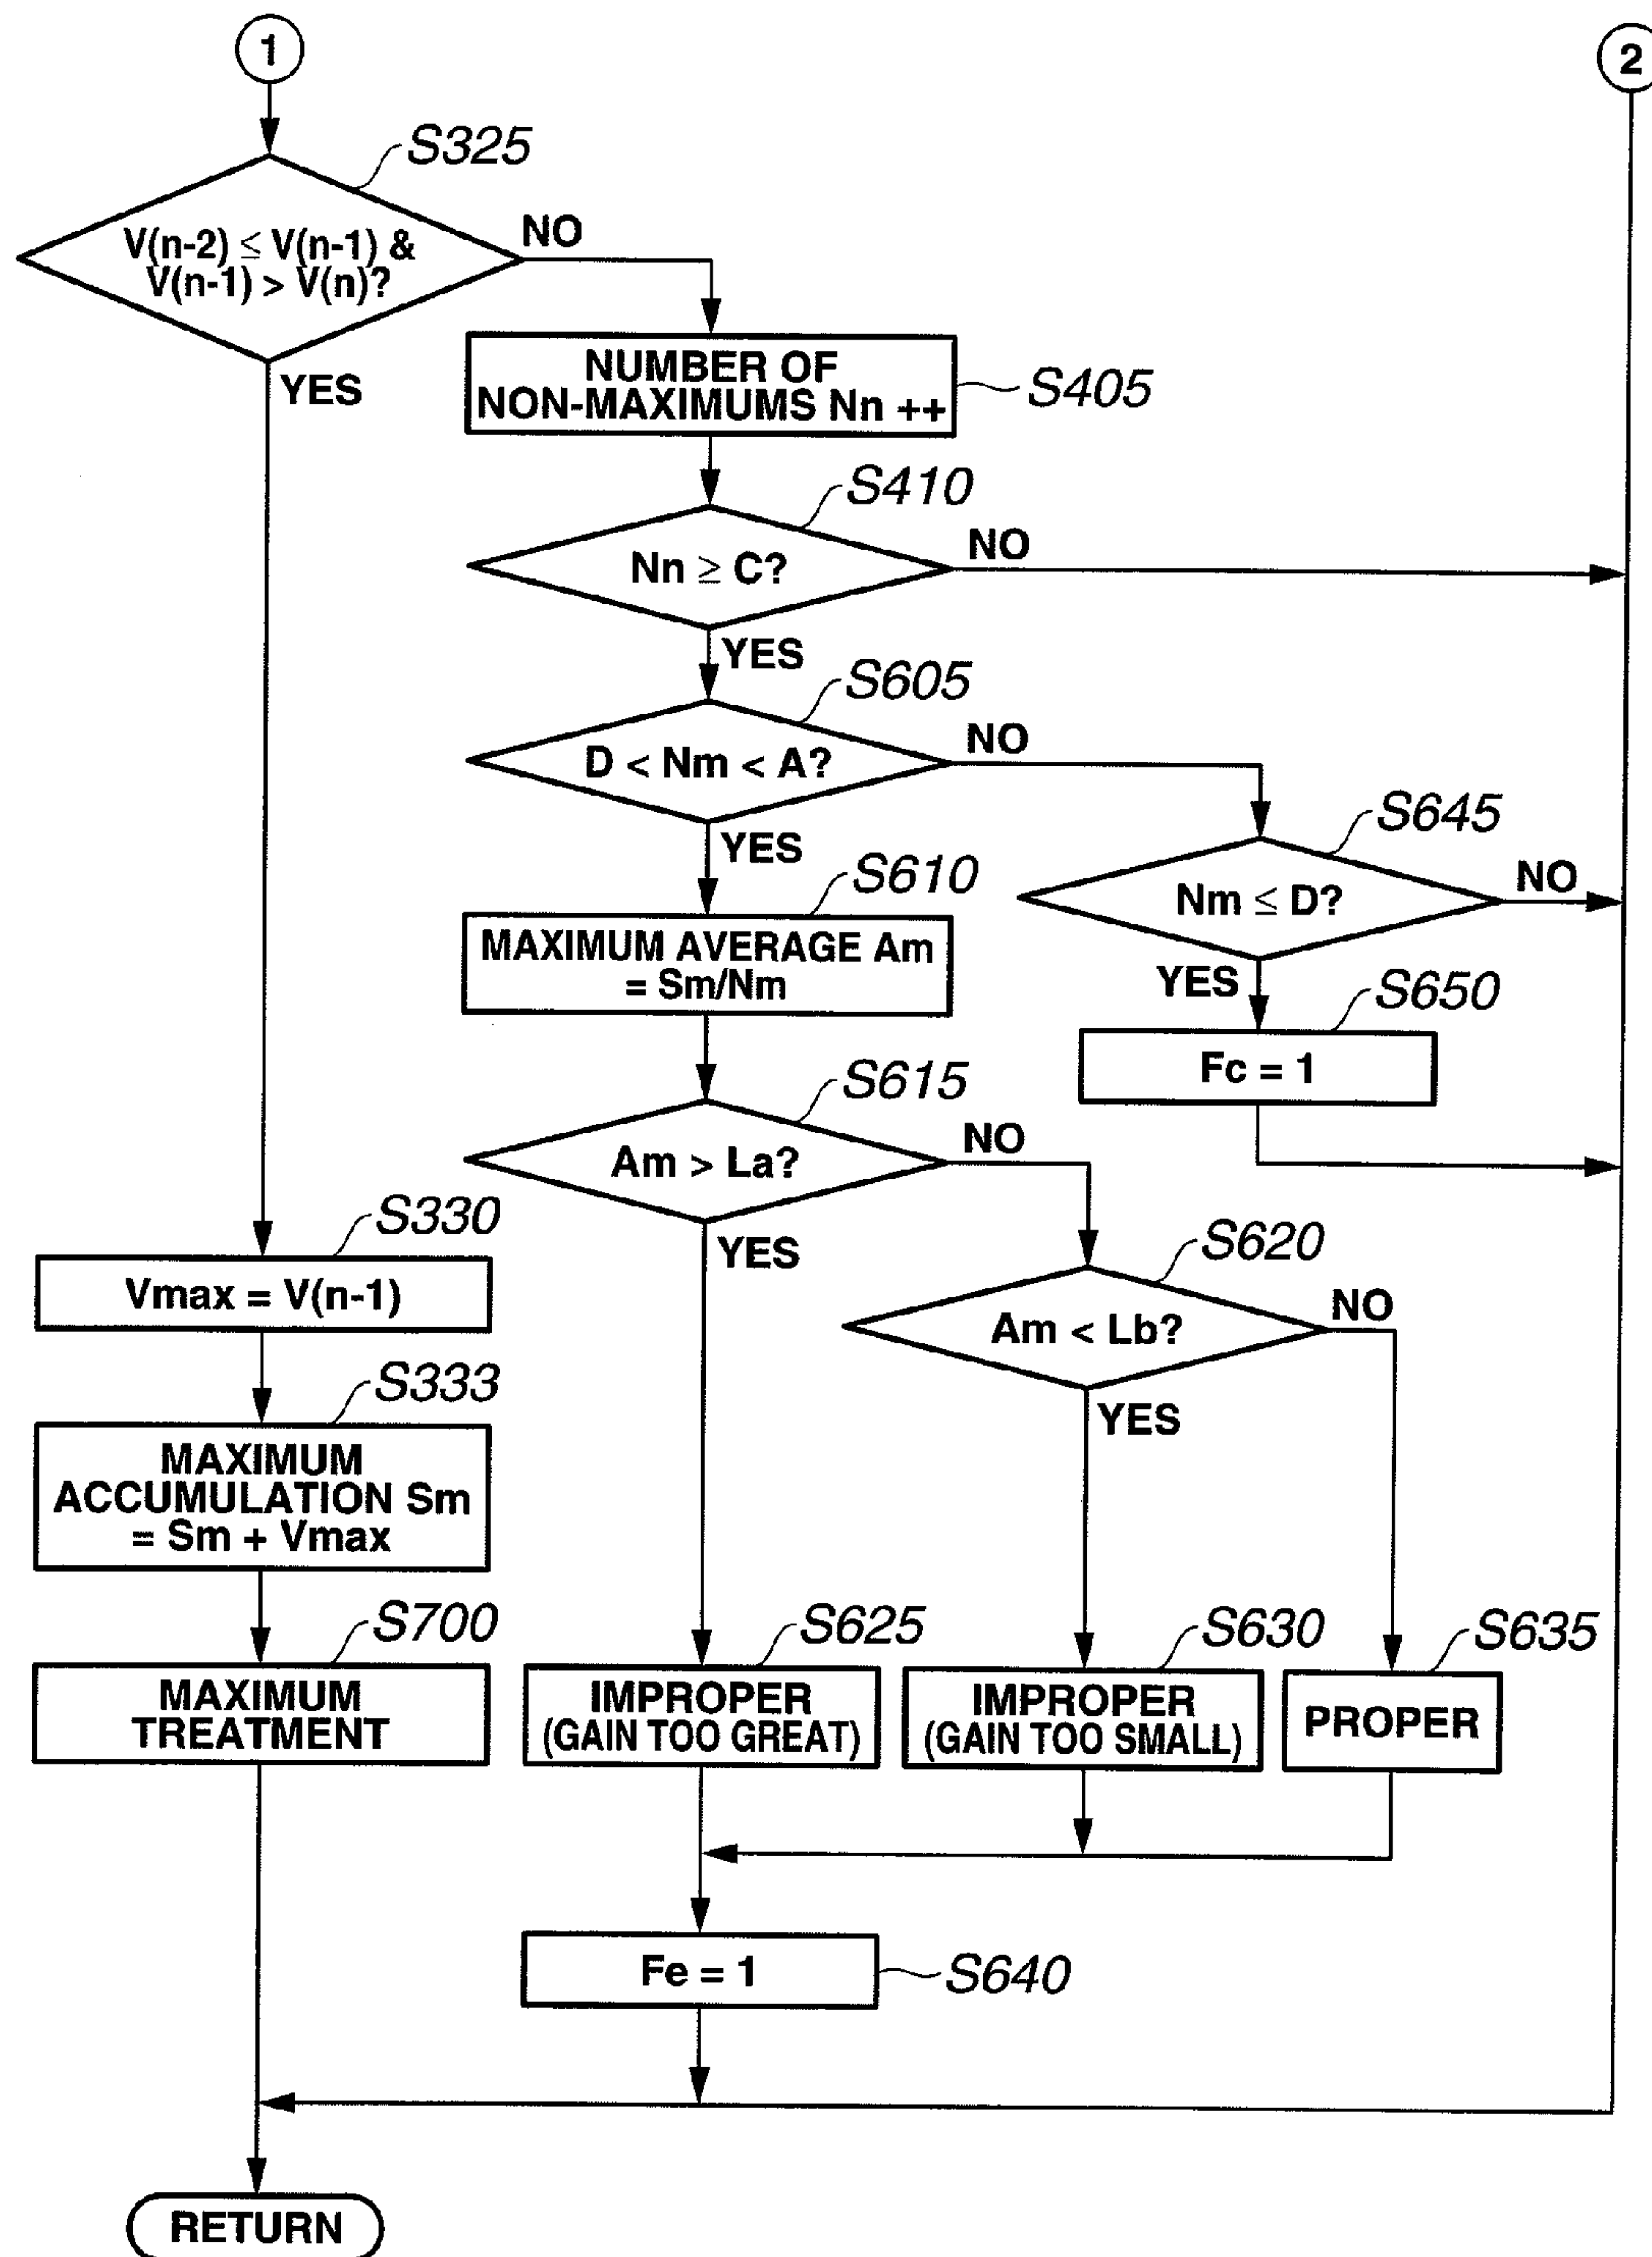 1
2
S325
V(n-2) ≤ V(n-1) &
V(n-1) > V(n)?
NO
YES
NUMBER OF
NON-MAXIMUMS Nn ++
S405
S410
Nn ≥ C?
NO
YES
S605
D < Nm < A?
NO
YES
S645
Nm ≤ D?
NO
YES
S610
MAXIMUM AVERAGE Am
= Sm/Nm
S650
Fc = 1
S615
Am > La?
NO
YES
S330
Vmax = V(n-1)
S620
Am < Lb?
NO
YES
S333
MAXIMUM
ACCUMULATION Sm
= Sm + Vmax
S700
MAXIMUM
TREATMENT
S625
IMPROPER
(GAIN TOO GREAT)
S630
IMPROPER
(GAIN TOO SMALL)
S635
PROPER
Fe = 1
S640
RETURN